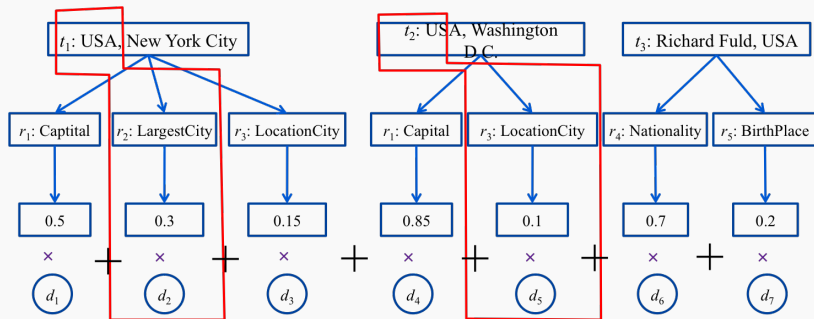 t₁: USA, New York City
t₂: USA, Washington
D.C.
t₃: Richard Fuld, USA
r₁: Captital
r₂: LargestCity
r₃: LocationCity
r₁: Capital
r₃: LocationCity
r₄: Nationality
r₅: BirthPlace
0.5
0.3
0.15
0.85
0.1
0.7
0.2
× + × + × + × + × + × + ×
d₁
d₂
d₃
d₄
d₅
d₆
d₇